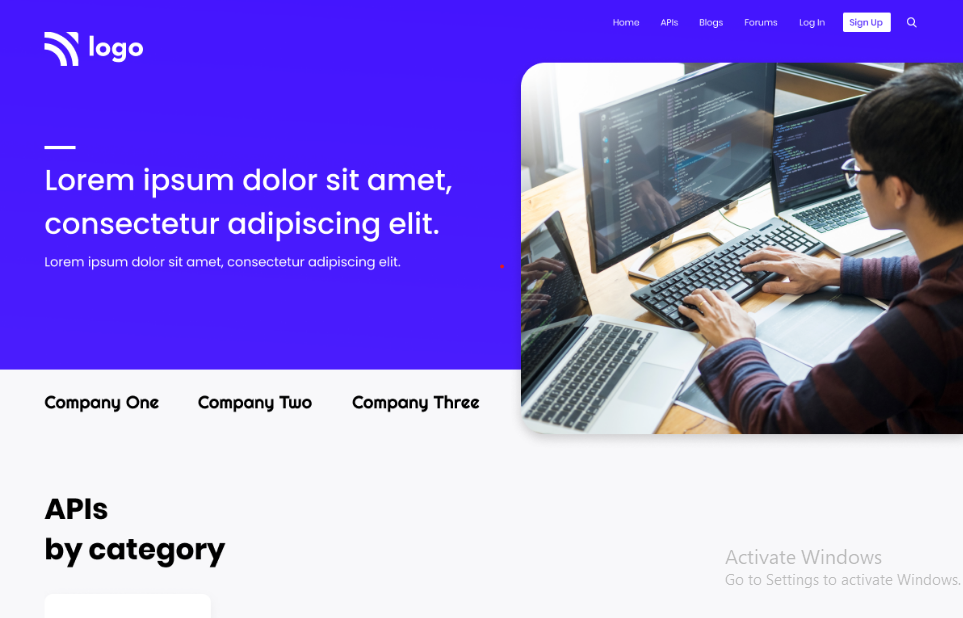 Home APIs Blogs Forums Log In Sign Up
logo
Lorem ipsum dolor sit amet,
consectetur adipiscing elit.
Lorem ipsum dolor sit amet, consectetur adipiscing elit.
Company One Company Two Company Three
APIs
by category
Activate Windows
Go to Settings to activate Windows.